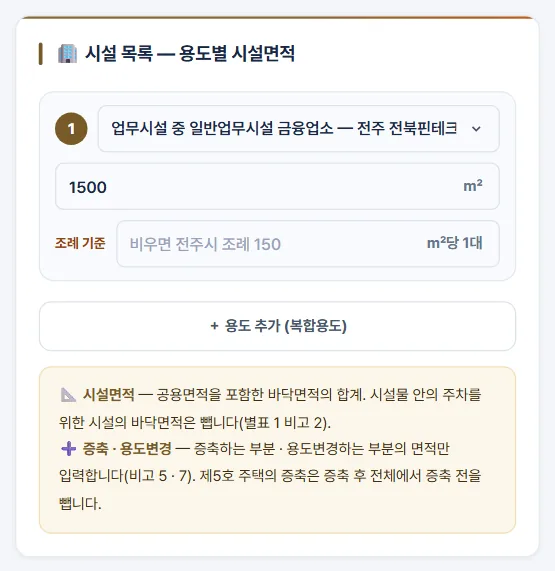 시설 목록 — 용도별 시설면적
1
업무시설 중 일반업무시설 금융업소 — 전주 전북핀테크
1500 m²
조례 기준 비우면 전주시 조례 150 m²당 1대
+ 용도 추가 (복합용도)
시설면적 — 공용면적을 포함한 바닥면적의 합계. 시설물 안의 주차를
위한 시설의 바닥면적은 뺍니다(별표 1 비고 2).
증축 · 용도변경 — 증축하는 부분 · 용도변경하는 부분의 면적만
입력합니다(비고 5 · 7). 제5호 주택의 증축은 증축 후 전체에서 증축 전을
뺍니다.